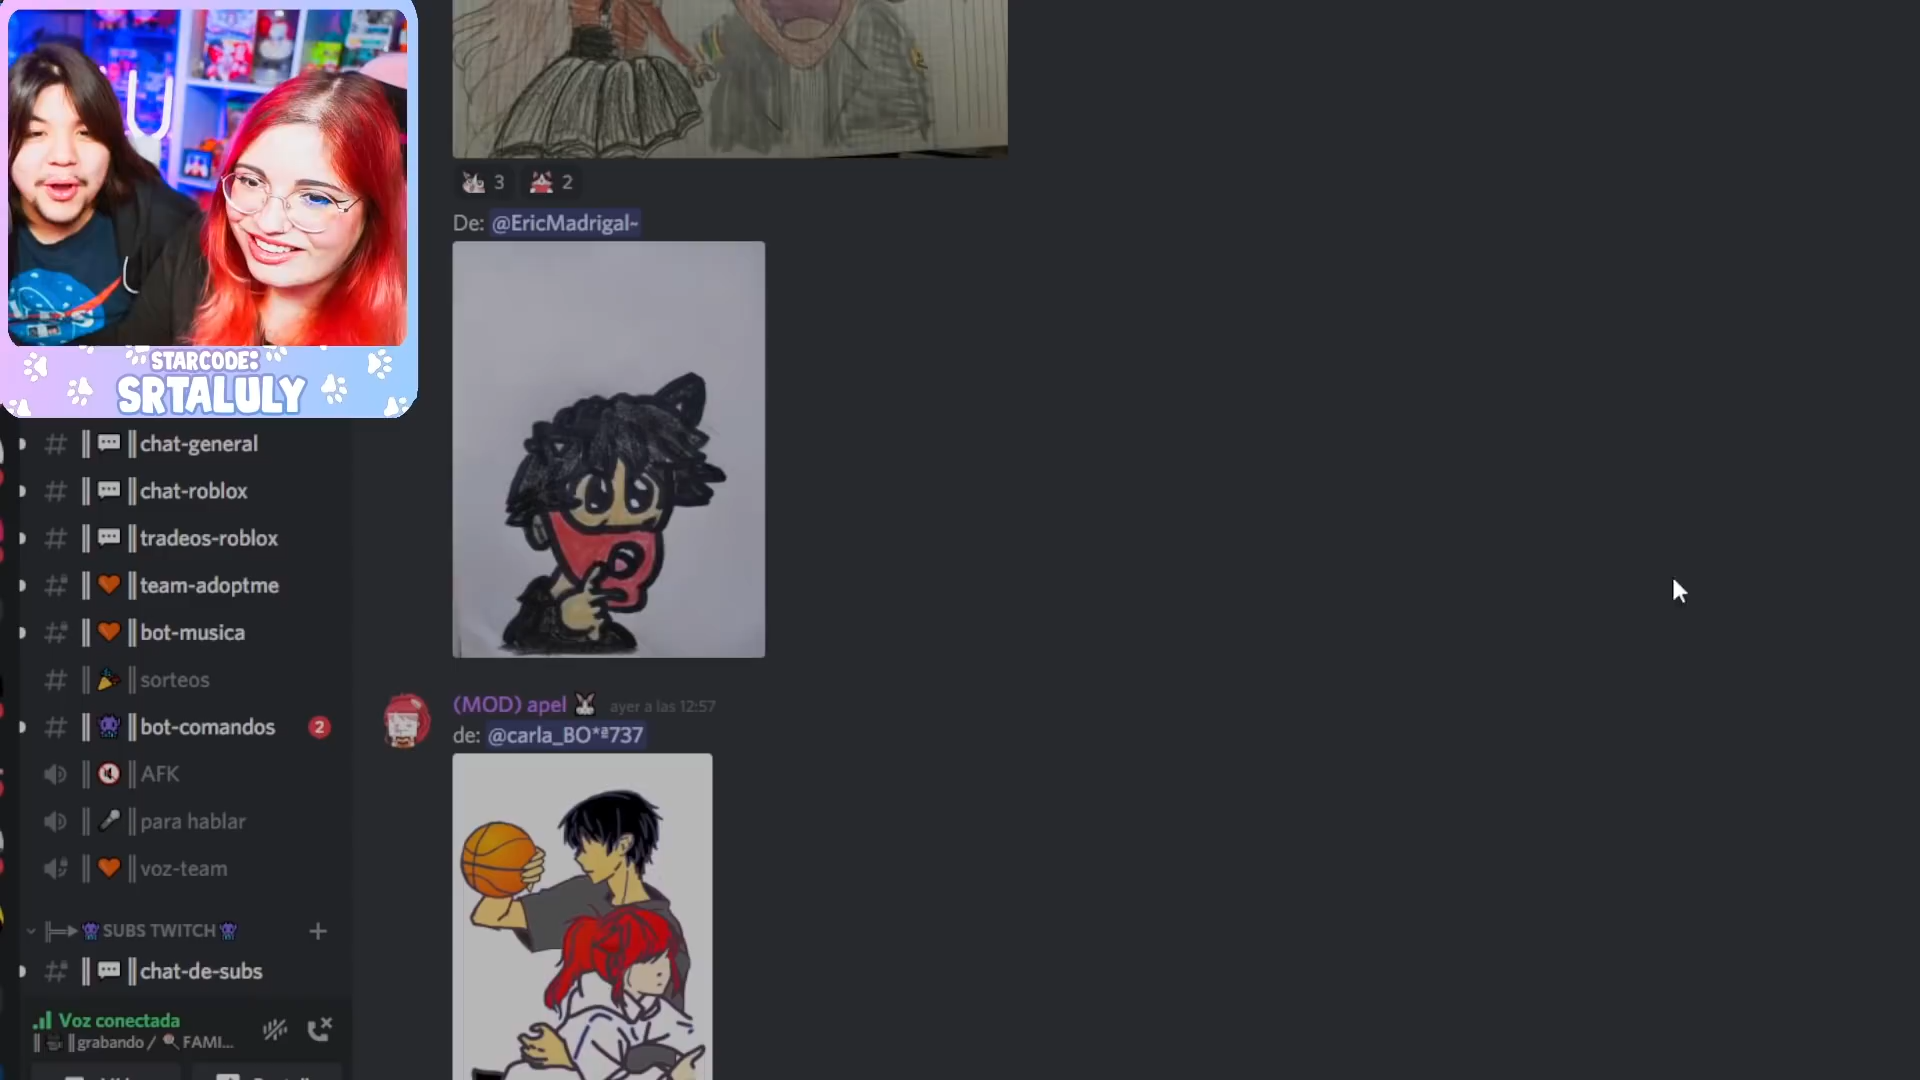 STARCODE:
SRTALULY
chat-general
chat-roblox
tradeos-roblox
team-adoptme
bot-musica
sorteos
bot-comandos 2
AFK
para hablar
voz-team
SUBS TWITCH
chat-de-subs
Voz conectada
grabando / FAMI...
3 2
De: @EricMadrigal~
(MOD) apel ayer a las 12:57
de: @carla_BO*ª737